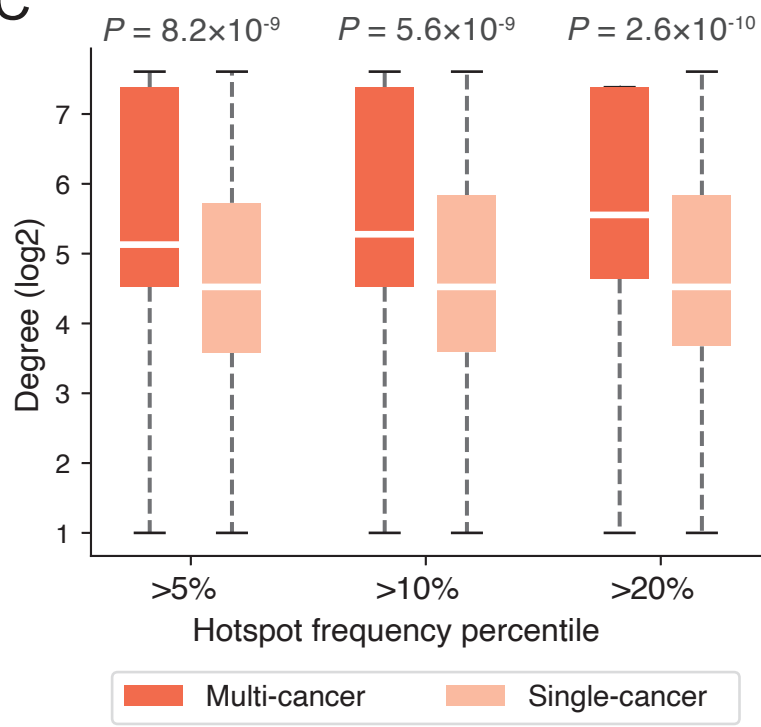 C
P = 8.2×10⁻⁹ P = 5.6×10⁻⁹ P = 2.6×10⁻¹⁰
7
6
5
4
3
2
1
Degree (log2)
>5% >10% >20%
Hotspot frequency percentile
Multi-cancer Single-cancer